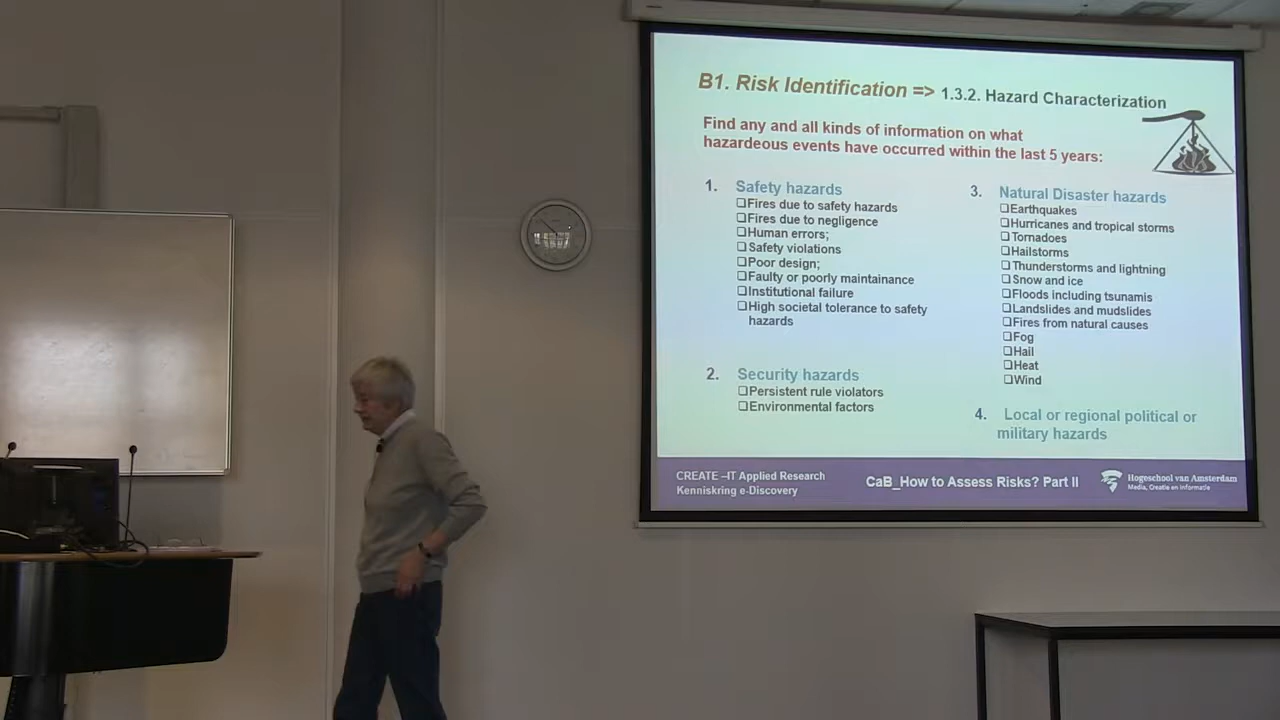 B1. Risk Identification => 1.3.2. Hazard Characterization
Find any and all kinds of information on what
hazardeous events have occurred within the last 5 years:
1. Safety hazards
❑Fires due to safety hazards
❑Fires due to negligence
❑Human errors;
❑Safety violations
❑Poor design;
❑Faulty or poorly maintainance
❑Institutional failure
❑High societal tolerance to safety
hazards
2. Security hazards
❑Persistent rule violators
❑Environmental factors
3. Natural Disaster hazards
❑Earthquakes
❑Hurricanes and tropical storms
❑Tornadoes
❑Hailstorms
❑Thunderstorms and lightning
❑Snow and ice
❑Floods including tsunamis
❑Landslides and mudslides
❑Fires from natural causes
❑Fog
❑Hail
❑Heat
❑Wind
4. Local or regional political or
military hazards
CREATE –IT Applied Research
Kenniskring e-Discovery
CaB_How to Assess Risks? Part II
Hogeschool van Amsterdam
Media, Creatie en Informatie